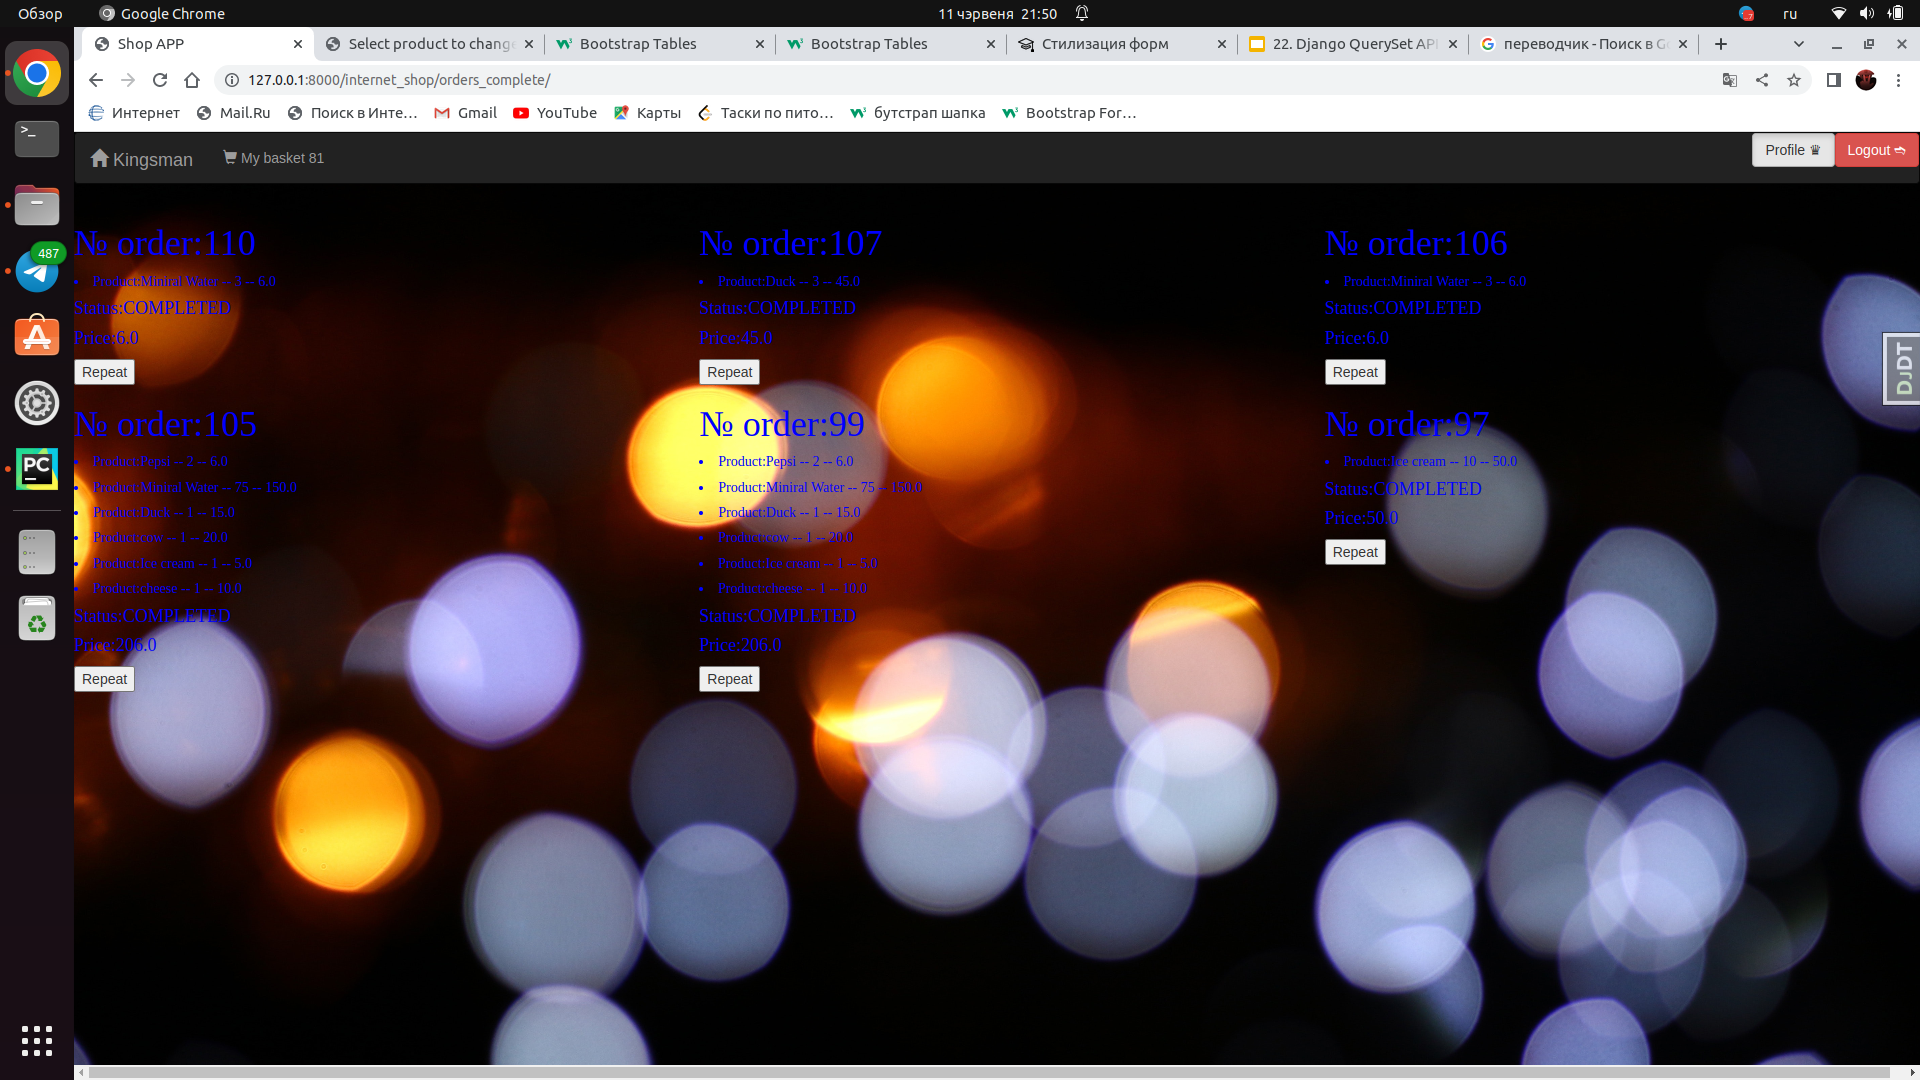 Обзор
Google Chrome
11 чэрвеня 21:50
ru
Shop APP
Select product to change
Bootstrap Tables
Bootstrap Tables
Стилизация форм
22. Django QuerySet API
переводчик - Поиск в Go
127.0.0.1:8000/internet_shop/orders_complete/
Интернет
Mail.Ru
Поиск в Инте…
Gmail
YouTube
Карты
Таски по пито…
бутстрап шапка
Bootstrap For…
Kingsman
My basket 81
Profile ♛
Logout
487
PC
DJDT
№ order:110
Product:Miniral Water -- 3 -- 6.0
Status:COMPLETED
Price:6.0
Repeat
№ order:107
Product:Duck -- 3 -- 45.0
Status:COMPLETED
Price:45.0
Repeat
№ order:106
Product:Miniral Water -- 3 -- 6.0
Status:COMPLETED
Price:6.0
Repeat
№ order:105
Product:Pepsi -- 2 -- 6.0
Product:Miniral Water -- 75 -- 150.0
Product:Duck -- 1 -- 15.0
Product:cow -- 1 -- 20.0
Product:Ice cream -- 1 -- 5.0
Product:cheese -- 1 -- 10.0
Status:COMPLETED
Price:206.0
Repeat
№ order:99
Product:Pepsi -- 2 -- 6.0
Product:Miniral Water -- 75 -- 150.0
Product:Duck -- 1 -- 15.0
Product:cow -- 1 -- 20.0
Product:Ice cream -- 1 -- 5.0
Product:cheese -- 1 -- 10.0
Status:COMPLETED
Price:206.0
Repeat
№ order:97
Product:Ice cream -- 10 -- 50.0
Status:COMPLETED
Price:50.0
Repeat